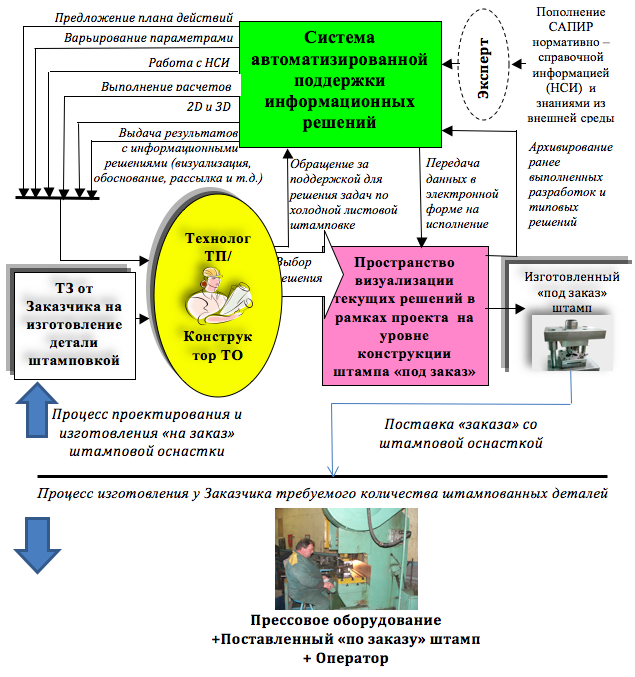 Предложение плана действий
Варьирование параметрами
Работа с НСИ
Выполнение расчетов
2D и 3D
Выдача результатов
с информационными
решениями (визуализация,
обоснование, рассылка и т.д.)
Система
автоматизированной
поддержки
информационных
решений
Эксперт
Пополнение
САПИР
нормативно –
справочной
информацией
(НСИ) и
знаниями из
внешней среды
Обращение за
поддержкой для
решения задач по
холодной листовой
штамповке
Передача
данных в
электронной
форме на
исполнение
Архивирование
ранее
выполненных
разработок и
типовых
решений
ТЗ от
Заказчика на
изготовление
детали
штамповкой
Технолог
ТП/
Конструк
тор ТО
Выбор
решения
Пространство
визуализации
текущих решений в
рамках проекта на
уровне
конструкции
штампа «под заказ»
Изготовленный
«под заказ»
штамп
Процесс проектирования и
изготовления «на заказ»
штамповой оснастки
Поставка «заказа» со
штамповой оснасткой
Процесс изготовления у Заказчика требуемого количества штампованных деталей
Прессовое оборудование
+Поставленный «по заказу» штамп
+ Оператор